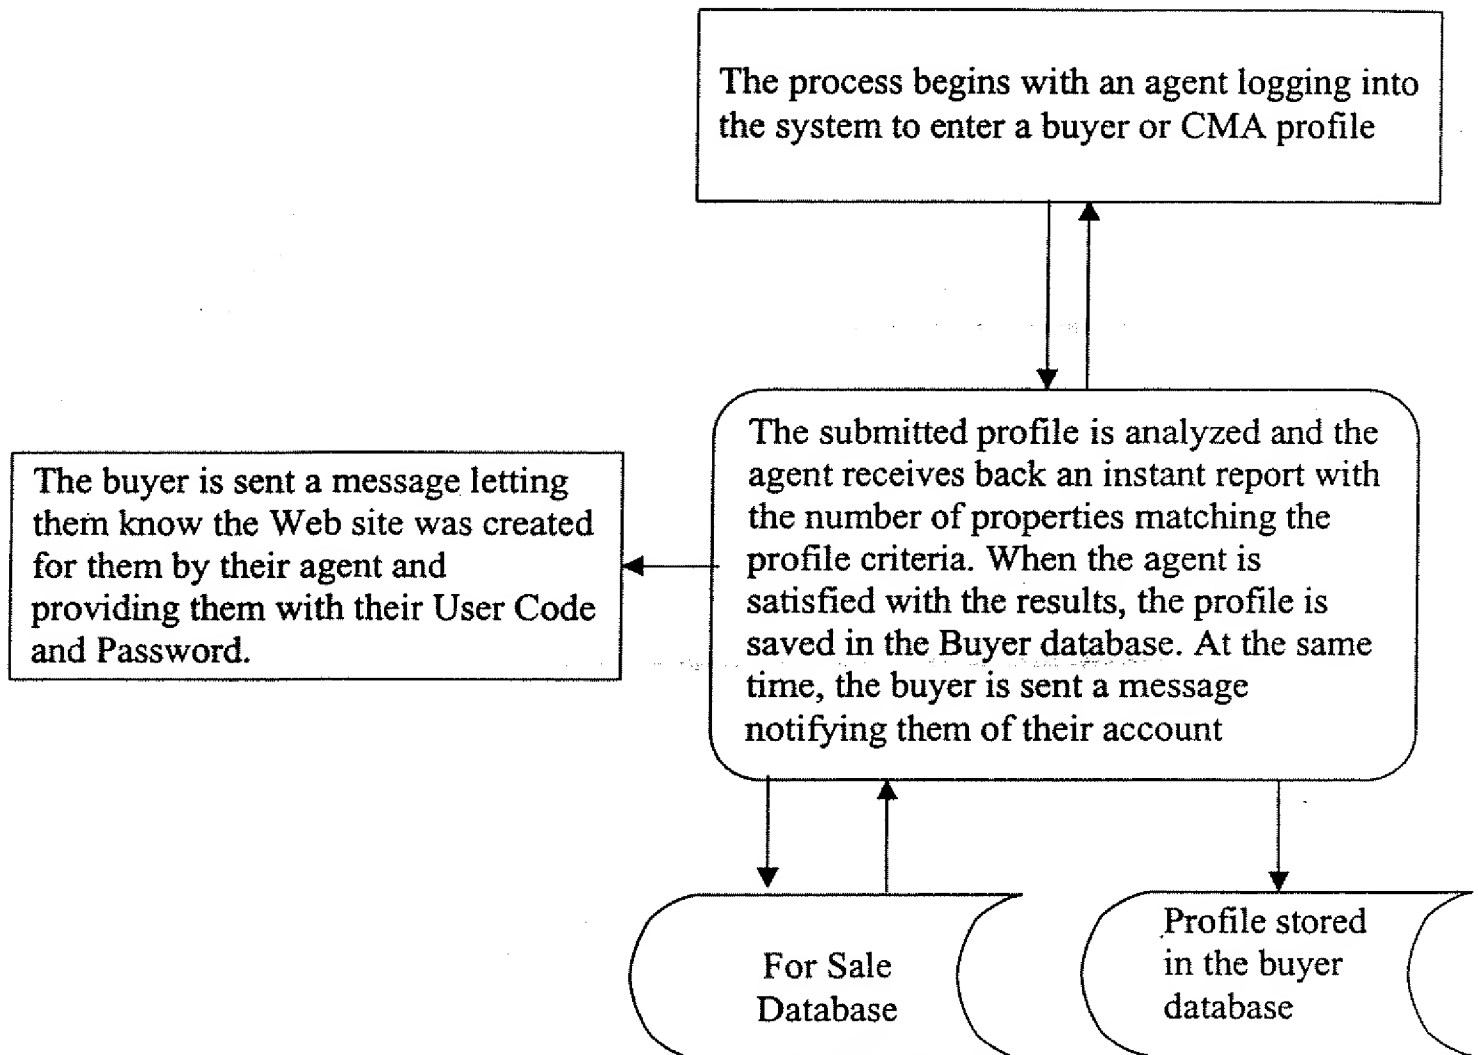 The process begins with an agent logging into
the system to enter a buyer or CMA profile
The submitted profile is analyzed and the
agent receives back an instant report with
the number of properties matching the
profile criteria. When the agent is
satisfied with the results, the profile is
saved in the Buyer database. At the same
time, the buyer is sent a message
notifying them of their account
The buyer is sent a message letting
them know the Web site was created
for them by their agent and
providing them with their User Code
and Password.
For Sale
Database
Profile stored
in the buyer
database